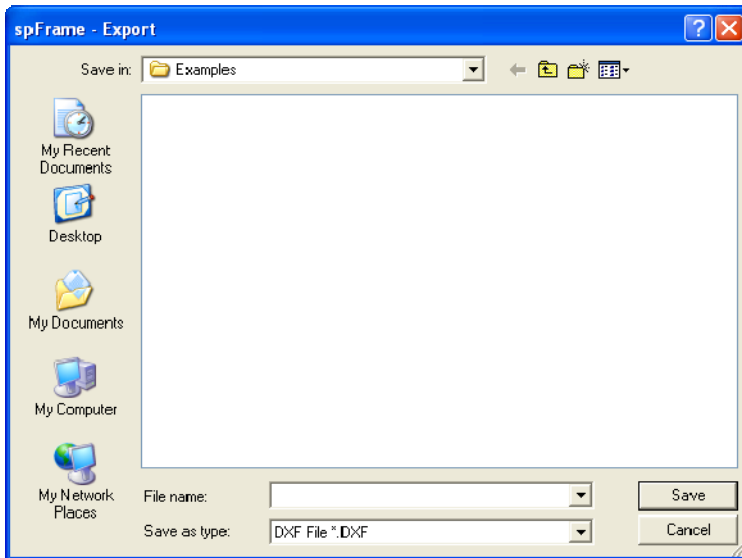 spFrame - Export
Save in:
Examples
My Recent
Documents
Desktop
My Documents
My Computer
My Network
Places
File name:
Save
Save as type:
DXF File *.DXF
Cancel